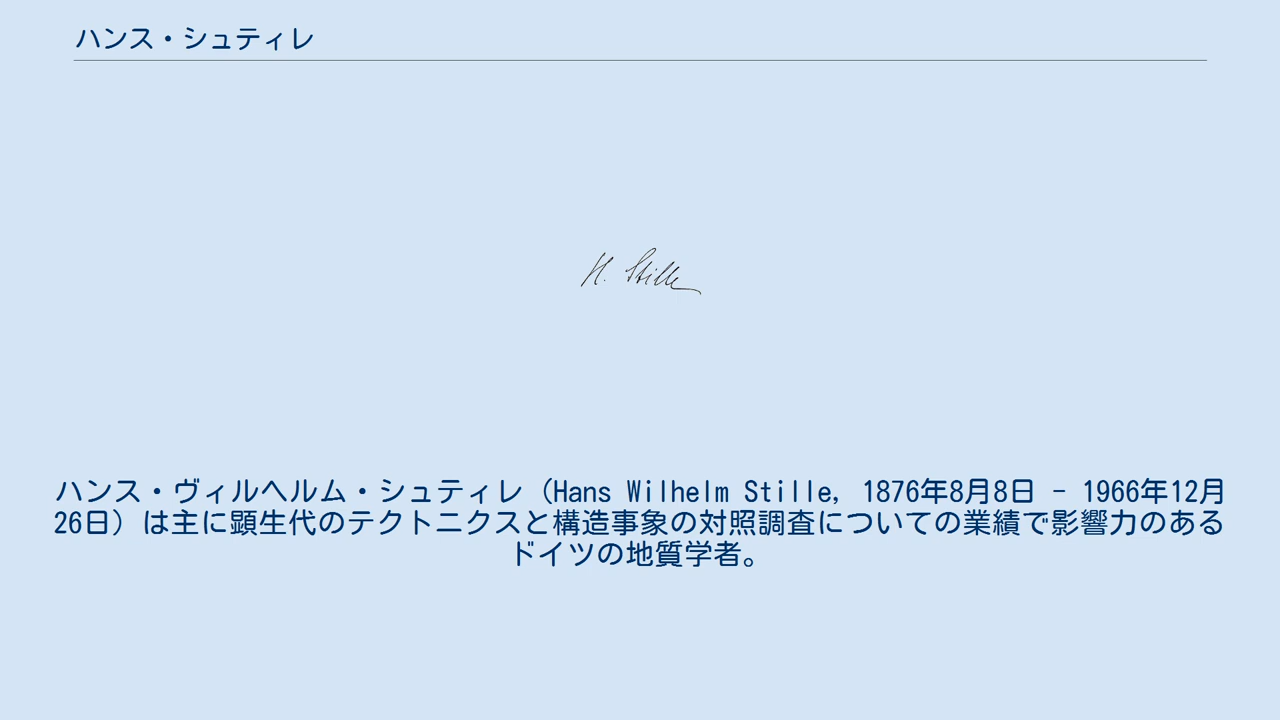 ハンス・シュティレ
H. Stille
ハンス・ヴィルヘルム・シュティレ（Hans Wilhelm Stille, 1876年8月8日 - 1966年12月
26日）は主に顕生代のテクトニクスと構造事象の対照調査についての業績で影響力のある
ドイツの地質学者。